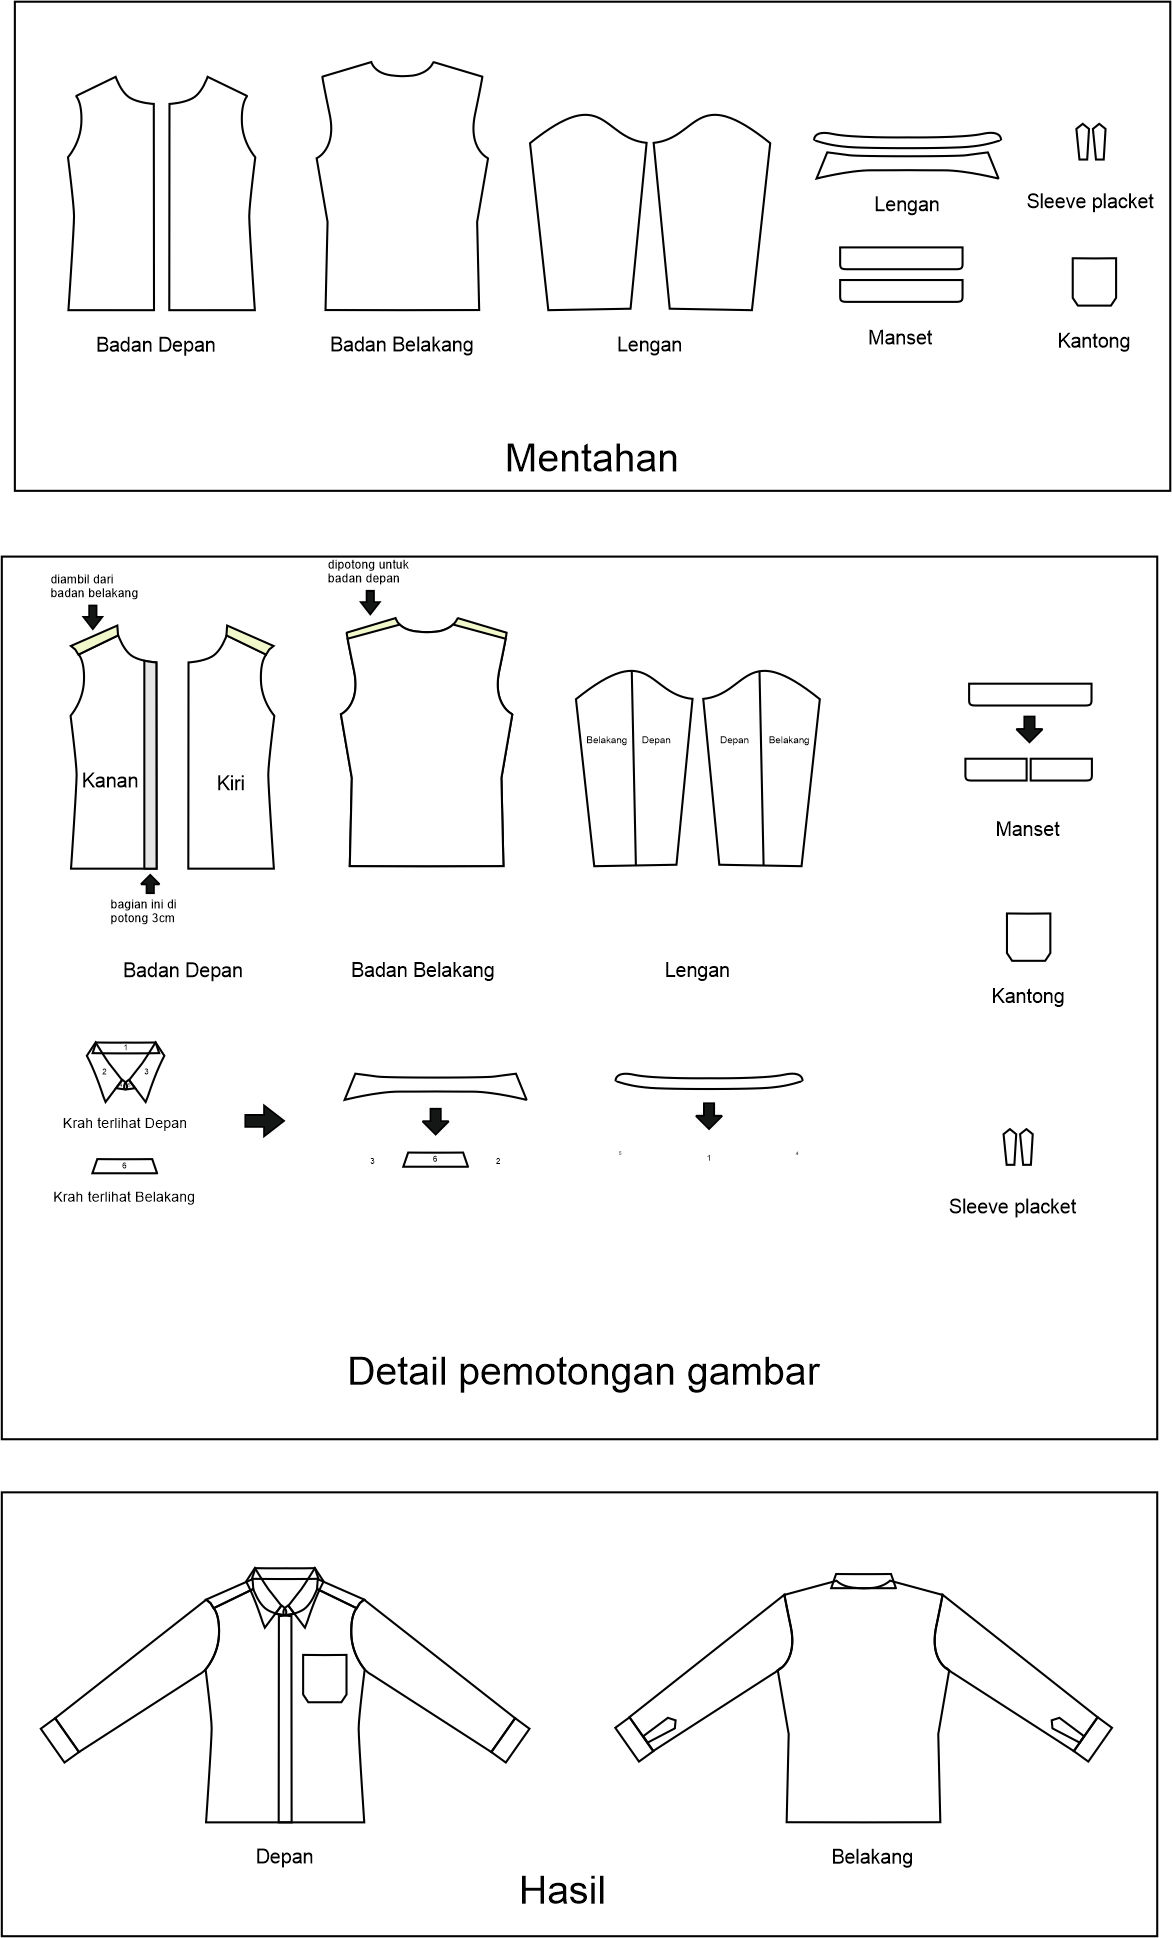 Lengan
Sleeve placket
Badan Depan
Badan Belakang
Lengan
Manset
Kantong
Mentahan
diambil dari
badan belakang
dipotong untuk
badan depan
Kanan
Kiri
Belakang
Depan
Depan
Belakang
bagian ini di
potong 3cm
Manset
Badan Depan
Badan Belakang
Lengan
Kantong
1
2
3
Krah terlihat Depan
6
Krah terlihat Belakang
3
6
2
5
1
4
Sleeve placket
Detail pemotongan gambar
Depan
Belakang
Hasil